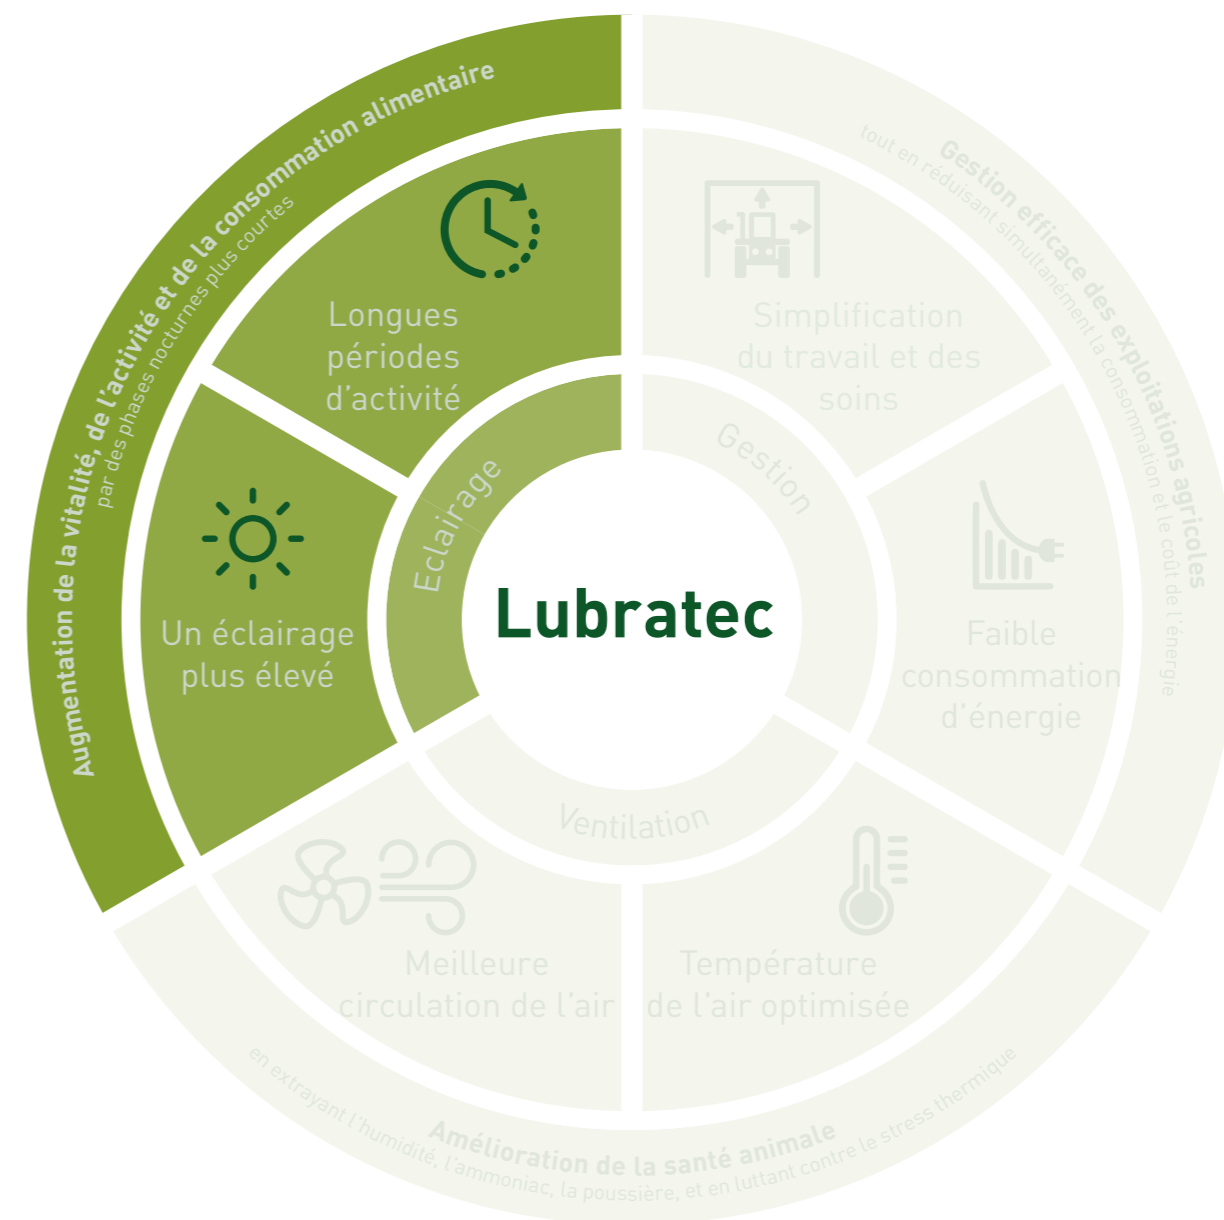 Augmentation de la vitalité, de l'activité et de la consommation alimentaire
par des phases nocturnes plus courtes
Gestion efficace des exploitations agricoles
tout en réduisant simultanément la consommation et le coût de l'énergie
Longues
périodes
d'activité
Simplification
du travail et des
soins
Eclairage
Gestion
Un éclairage
plus élevé
Lubratec
Faible
consommation
d'énergie
Ventilation
Meilleure
circulation de l'air
Température
de l'air optimisée
Amélioration de la santé animale
en extrayant l'humidité, l'ammoniac, la poussière, et en luttant contre le stress thermique